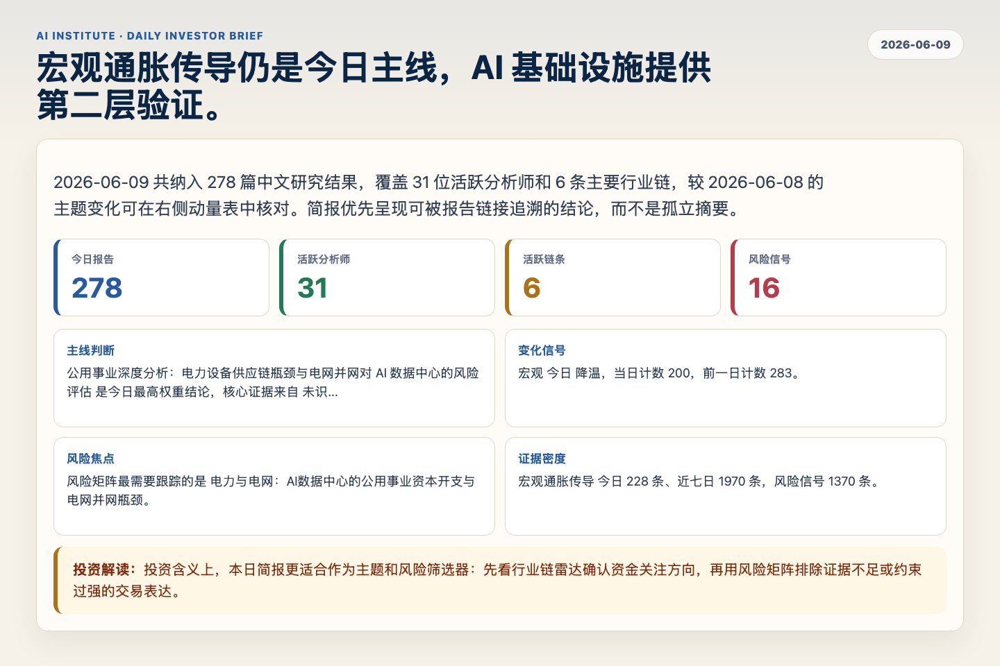 AI INSTITUTE · DAILY INVESTOR BRIEF
2026-06-09
宏观通胀传导仍是今日主线，AI 基础设施提供
第二层验证。
2026-06-09 共纳入 278 篇中文研究结果，覆盖 31 位活跃分析师和 6 条主要行业链，较 2026-06-08 的
主题变化可在右侧动量表中核对。简报优先呈现可被报告链接追溯的结论，而不是孤立摘要。
今日报告
278
活跃分析师
31
活跃链条
6
风险信号
16
主线判断
公用事业深度分析：电力设备供应链瓶颈与电网并网对 AI 数据中心的风险
评估 是今日最高权重结论，核心证据来自 未识...
变化信号
宏观 今日 降温，当日计数 200，前一日计数 283。
风险焦点
风险矩阵最需要跟踪的是 电力与电网：AI数据中心的公用事业资本开支与
电网并网瓶颈。
证据密度
宏观通胀传导 今日 228 条、近七日 1970 条，风险信号 1370 条。
投资解读：投资含义上，本日简报更适合作为主题和风险筛选器：先看行业链雷达确认资金关注方向，再用风险矩阵排除证据不足或约束
过强的交易表达。